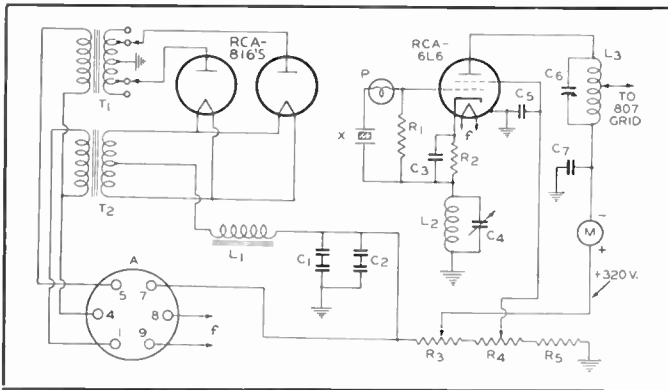 RCA-
816'S
T1
T2
A
5
7
4
8
1
9
f
L1
C1
C2
RCA-
6L6
P
X
R1
C3
R2
f
C5
L2
C4
C6
L3
TO
807
GRID
C7
M
-
+
+320 V.
R3
R4
R5